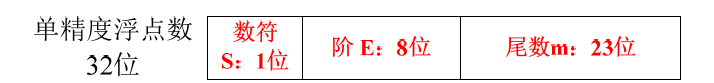 单精度浮点数
32位
数符
S：1位
阶 E：8位
尾数m：23位